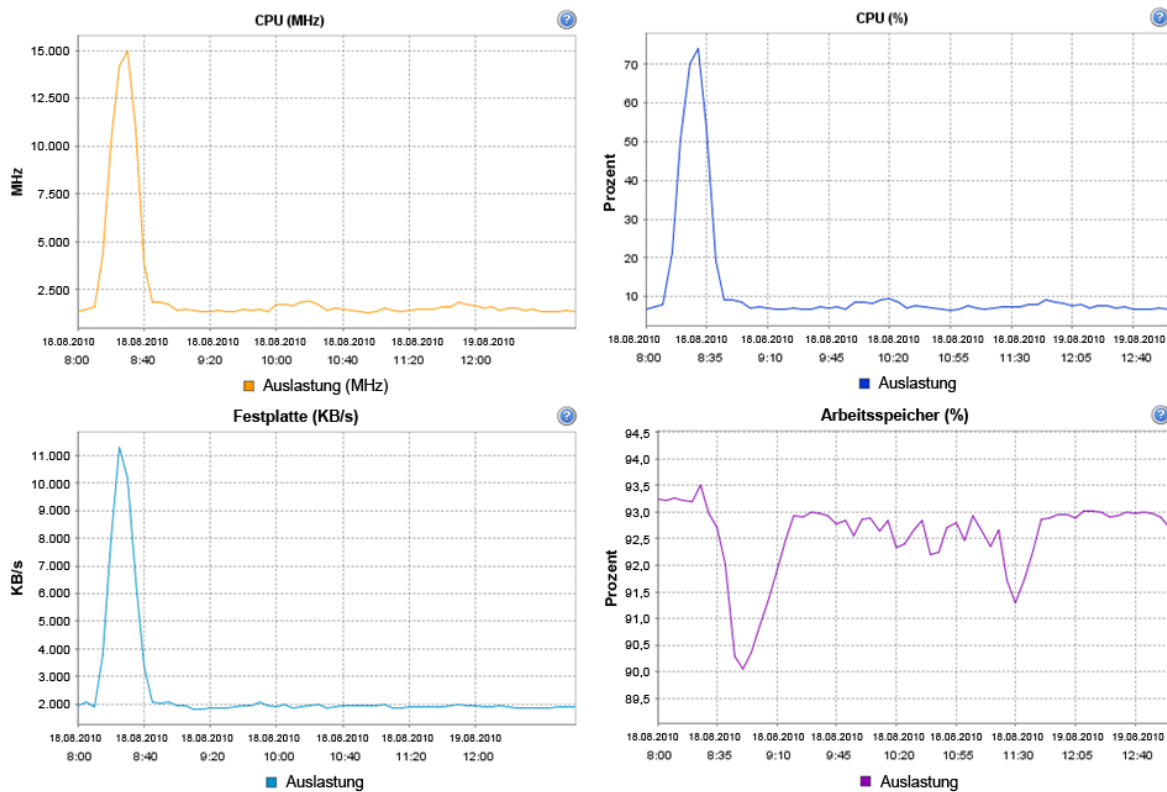 CPU (MHz)
?
15.000
12.500
10.000
7.500
5.000
2.500
MHz
18.08.2010 18.08.2010 18.08.2010 18.08.2010 18.08.2010 18.08.2010 19.08.2010
8:00 8:40 9:20 10:00 10:40 11:20 12:00
Auslastung (MHz)
CPU (%)
?
70
60
50
40
30
20
10
Prozent
18.08.2010 18.08.2010 18.08.2010 18.08.2010 18.08.2010 18.08.2010 18.08.2010 19.08.2010 19.08.2010
8:00 8:35 9:10 9:45 10:20 10:55 11:30 12:05 12:40
Auslastung
Festplatte (KB/s)
?
11.000
10.000
9.000
8.000
7.000
6.000
5.000
4.000
3.000
2.000
KB/s
18.08.2010 18.08.2010 18.08.2010 18.08.2010 18.08.2010 18.08.2010 19.08.2010
8:00 8:40 9:20 10:00 10:40 11:20 12:00
Auslastung
Arbeitsspeicher (%)
?
94,5
94,0
93,5
93,0
92,5
92,0
91,5
91,0
90,5
90,0
89,5
Prozent
18.08.2010 18.08.2010 18.08.2010 18.08.2010 18.08.2010 18.08.2010 18.08.2010 19.08.2010 19.08.2010
8:00 8:35 9:10 9:45 10:20 10:55 11:30 12:05 12:40
Auslastung